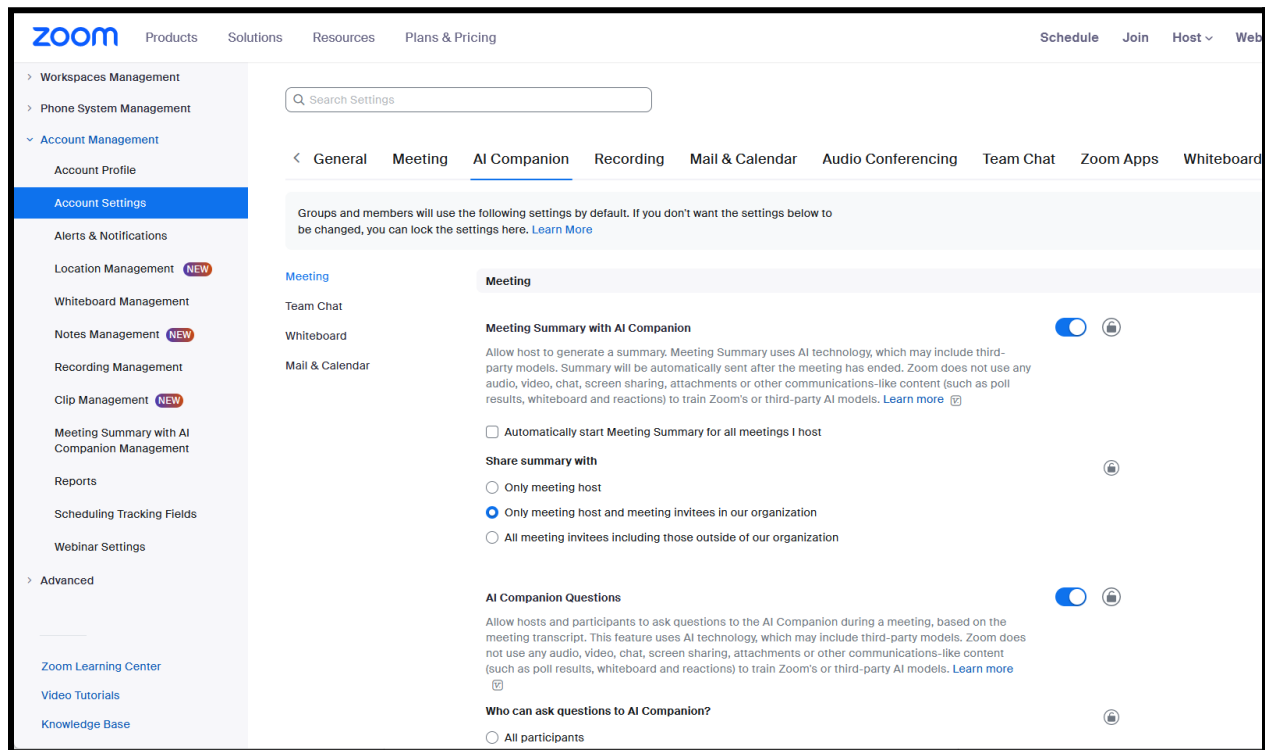 zoom Products Solutions Resources Plans & Pricing Schedule Join Host Web
Workspaces Management
Phone System Management
Account Management
Account Profile
Account Settings
Alerts & Notifications
Location Management NEW
Whiteboard Management
Notes Management NEW
Recording Management
Clip Management NEW
Meeting Summary with AI
Companion Management
Reports
Scheduling Tracking Fields
Webinar Settings
Advanced
Zoom Learning Center
Video Tutorials
Knowledge Base
Search Settings
General Meeting AI Companion Recording Mail & Calendar Audio Conferencing Team Chat Zoom Apps Whiteboard
Groups and members will use the following settings by default. If you don't want the settings below to
be changed, you can lock the settings here. Learn More
Meeting
Team Chat
Whiteboard
Mail & Calendar
Meeting
Meeting Summary with AI Companion
Allow host to generate a summary. Meeting Summary uses AI technology, which may include third-
party models. Summary will be automatically sent after the meeting has ended. Zoom does not use any
audio, video, chat, screen sharing, attachments or other communications-like content (such as poll
results, whiteboard and reactions) to train Zoom's or third-party AI models. Learn more
Automatically start Meeting Summary for all meetings I host
Share summary with
Only meeting host
Only meeting host and meeting invitees in our organization
All meeting invitees including those outside of our organization
AI Companion Questions
Allow hosts and participants to ask questions to the AI Companion during a meeting, based on the
meeting transcript. This feature uses AI technology, which may include third-party models. Zoom does
not use any audio, video, chat, screen sharing, attachments or other communications-like content
(such as poll results, whiteboard and reactions) to train Zoom's or third-party AI models. Learn more
Who can ask questions to AI Companion?
All participants